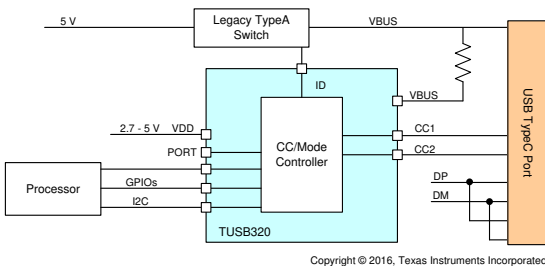 5 V
Legacy TypeA
Switch
VBUS
ID
VBUS
2.7 - 5 V VDD
PORT
CC/Mode
Controller
CC1
CC2
Processor
GPIOs
I2C
DP
DM
TUSB320
USB TypeC Port
Copyright © 2016, Texas Instruments Incorporated